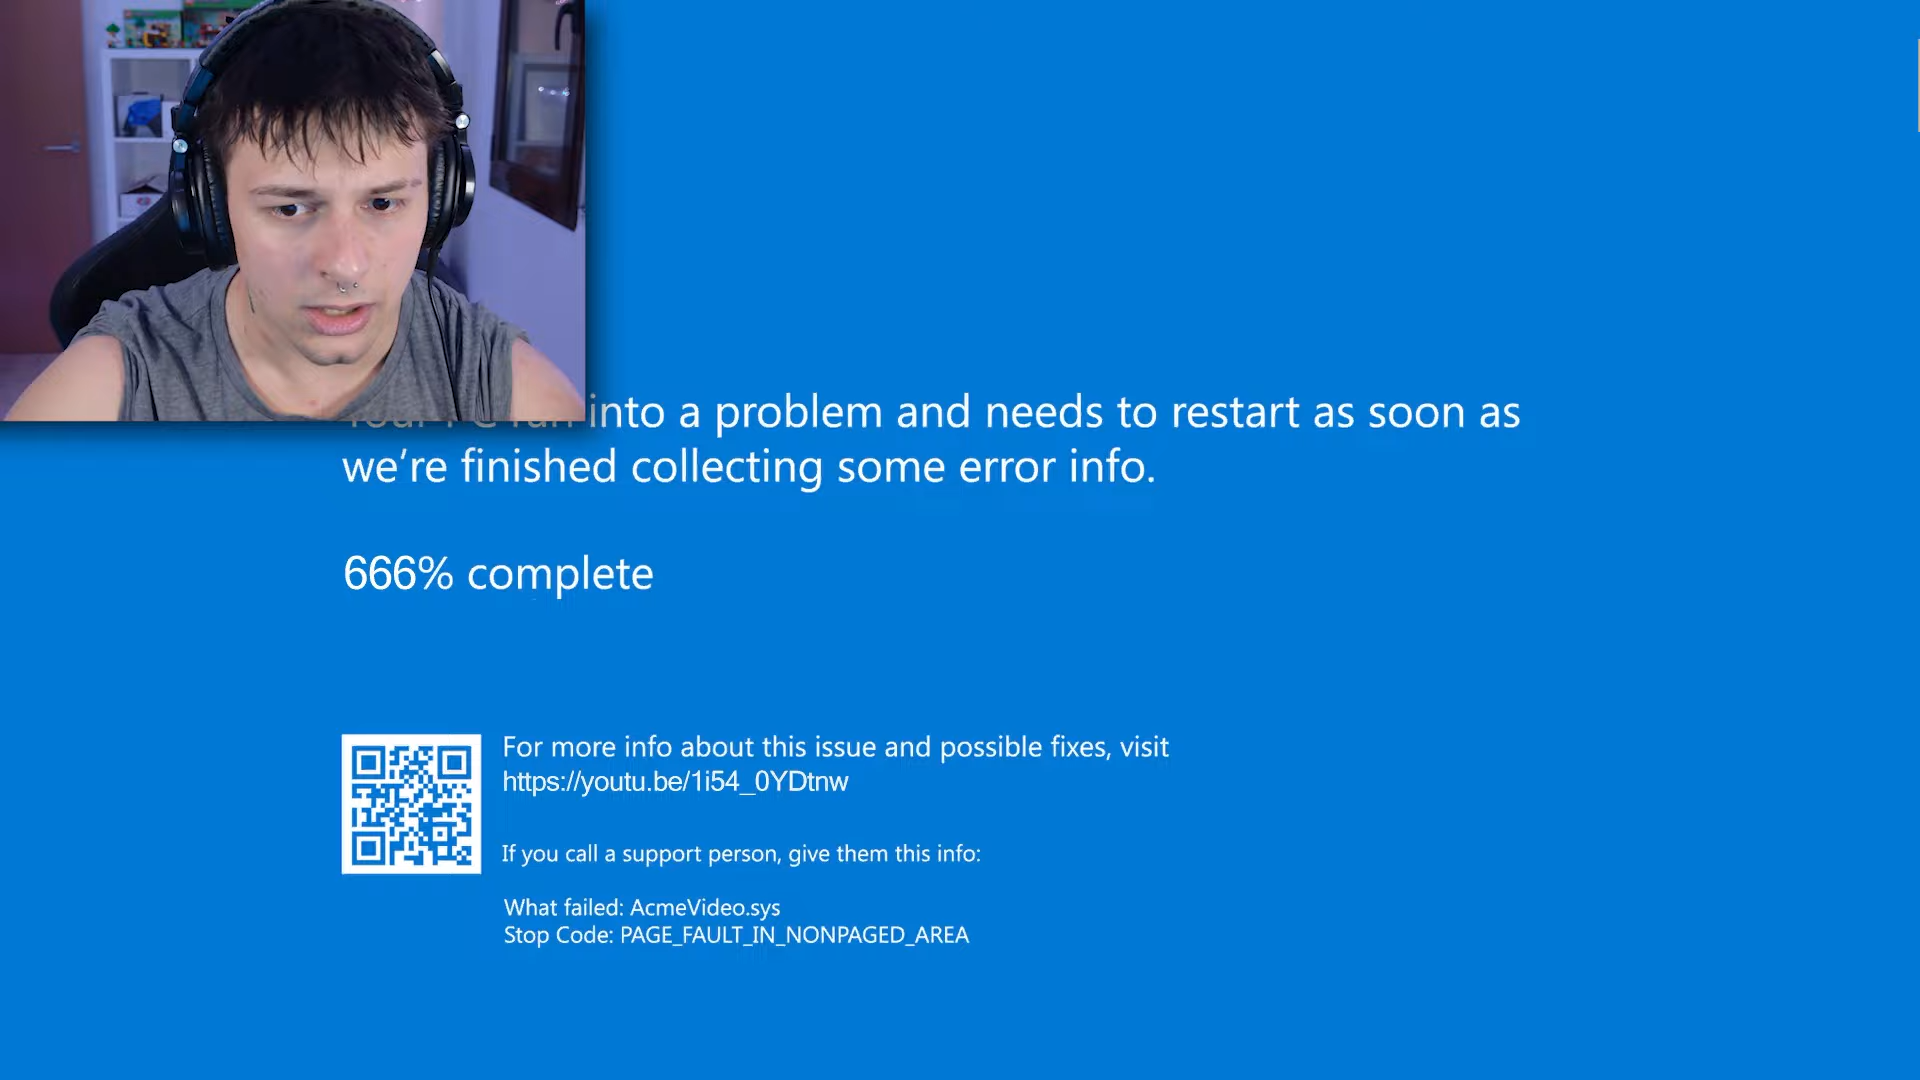 into a problem and needs to restart as soon as
we’re finished collecting some error info.
666% complete
For more info about this issue and possible fixes, visit
https://youtu.be/1i54_0YDtnw
If you call a support person, give them this info:
What failed: AcmeVideo.sys
Stop Code: PAGE_FAULT_IN_NONPAGED_AREA